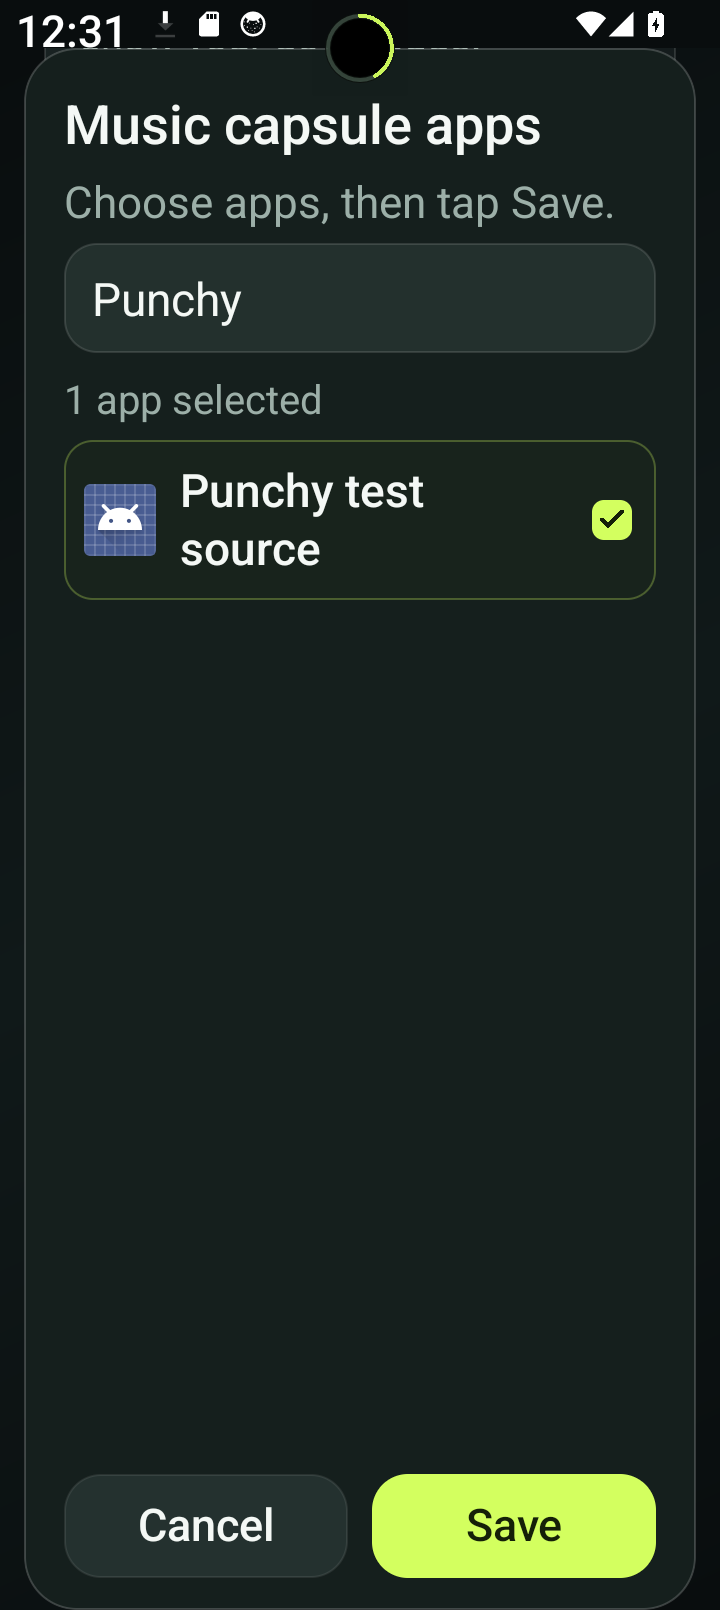 12:31
Music capsule apps
Choose apps, then tap Save.
Punchy
1 app selected
Punchy test
source
Cancel
Save